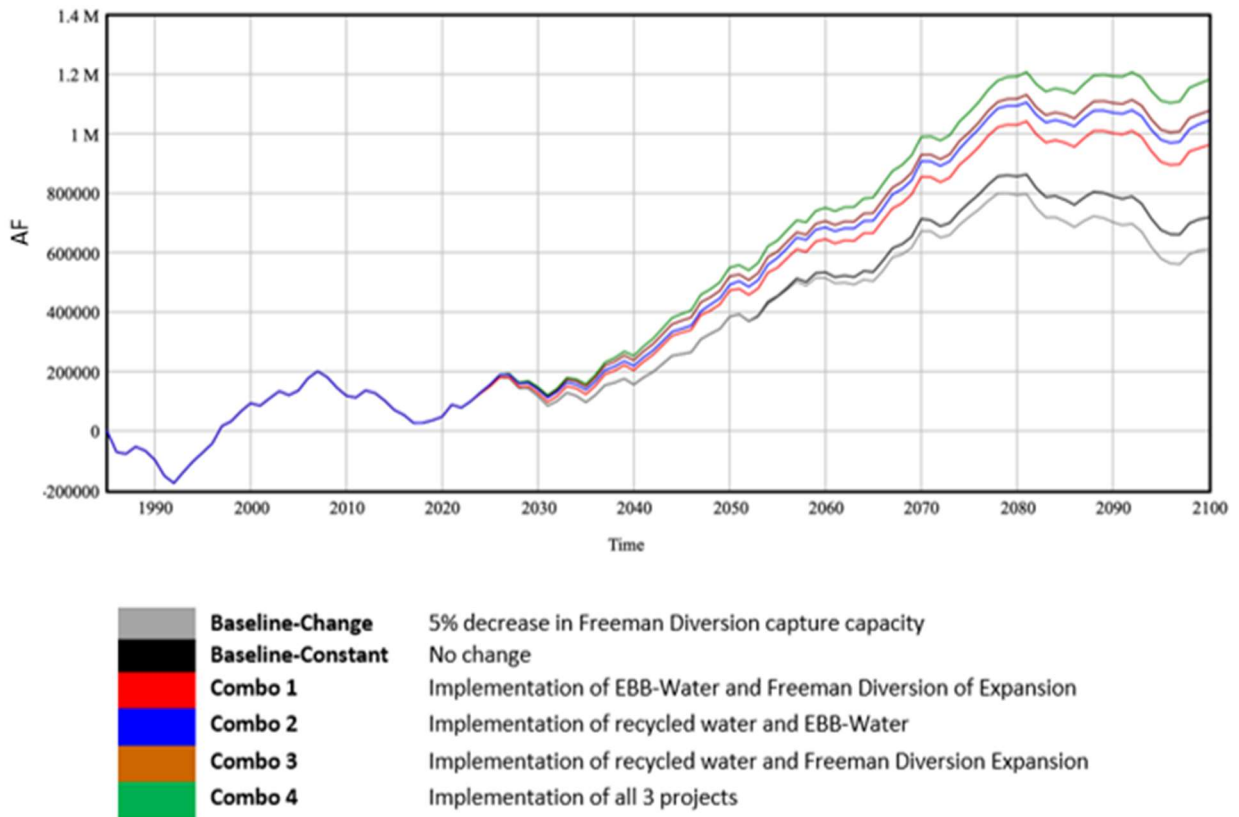 1.4 M
1.2 M
1 M
800000
600000
400000
200000
0
-200000
AF
1990 2000 2010 2020 2030 2040 2050 2060 2070 2080 2090 2100
Time
Baseline-Change 5% decrease in Freeman Diversion capture capacity
Baseline-Constant No change
Combo 1 Implementation of EBB-Water and Freeman Diversion of Expansion
Combo 2 Implementation of recycled water and EBB-Water
Combo 3 Implementation of recycled water and Freeman Diversion Expansion
Combo 4 Implementation of all 3 projects